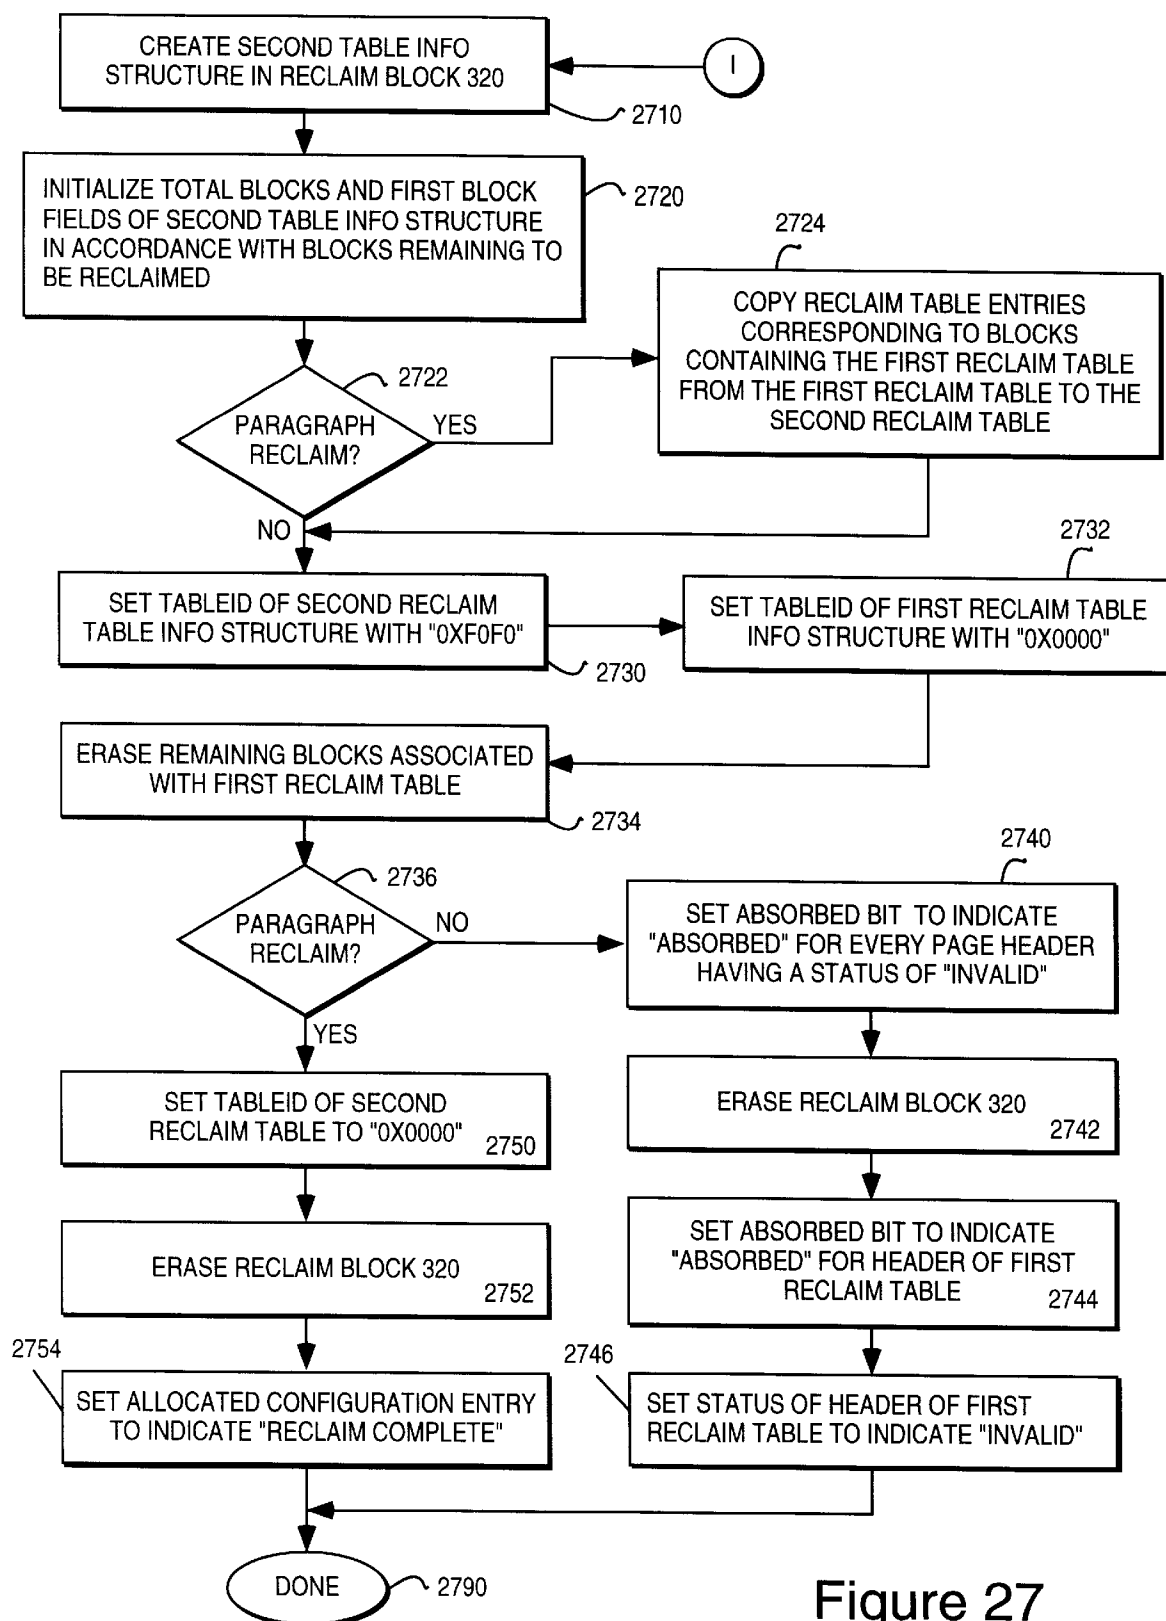 CREATE SECOND TABLE INFO
STRUCTURE IN RECLAIM BLOCK 320
I
2710
INITIALIZE TOTAL BLOCKS AND FIRST BLOCK
FIELDS OF SECOND TABLE INFO STRUCTURE
IN ACCORDANCE WITH BLOCKS REMAINING TO
BE RECLAIMED
2720
2724
COPY RECLAIM TABLE ENTRIES
CORRESPONDING TO BLOCKS
CONTAINING THE FIRST RECLAIM TABLE
FROM THE FIRST RECLAIM TABLE TO THE
SECOND RECLAIM TABLE
2722
PARAGRAPH
RECLAIM?
YES
NO
2732
SET TABLEID OF SECOND RECLAIM
TABLE INFO STRUCTURE WITH "0XF0F0"
2730
SET TABLEID OF FIRST RECLAIM TABLE
INFO STRUCTURE WITH "0X0000"
ERASE REMAINING BLOCKS ASSOCIATED
WITH FIRST RECLAIM TABLE
2734
2736
PARAGRAPH
RECLAIM?
NO
YES
2740
SET ABSORBED BIT TO INDICATE
"ABSORBED" FOR EVERY PAGE HEADER
HAVING A STATUS OF "INVALID"
SET TABLEID OF SECOND
RECLAIM TABLE TO "0X0000"
2750
ERASE RECLAIM BLOCK 320
2742
ERASE RECLAIM BLOCK 320
2752
SET ABSORBED BIT TO INDICATE
"ABSORBED" FOR HEADER OF FIRST
RECLAIM TABLE
2744
2754
SET ALLOCATED CONFIGURATION ENTRY
TO INDICATE "RECLAIM COMPLETE"
2746
SET STATUS OF HEADER OF FIRST
RECLAIM TABLE TO INDICATE "INVALID"
DONE
2790
Figure 27